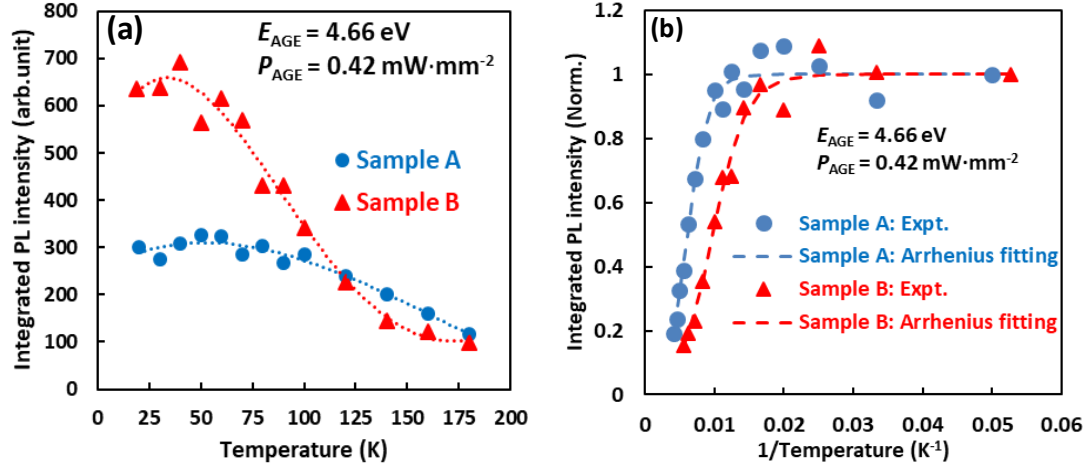 (a)
E_AGE = 4.66 eV
P_AGE = 0.42 mW·mm⁻²
Sample A
Sample B
Integrated PL intensity (arb.unit)
800
700
600
500
400
300
200
100
0
0 25 50 75 100 125 150 175 200
Temperature (K)
(b)
E_AGE = 4.66 eV
P_AGE = 0.42 mW·mm⁻²
Sample A: Expt.
Sample A: Arrhenius fitting
Sample B: Expt.
Sample B: Arrhenius fitting
Integrated PL intensity (Norm.)
1.2
1
0.8
0.6
0.4
0.2
0
0 0.01 0.02 0.03 0.04 0.05 0.06
1/Temperature (K⁻¹)